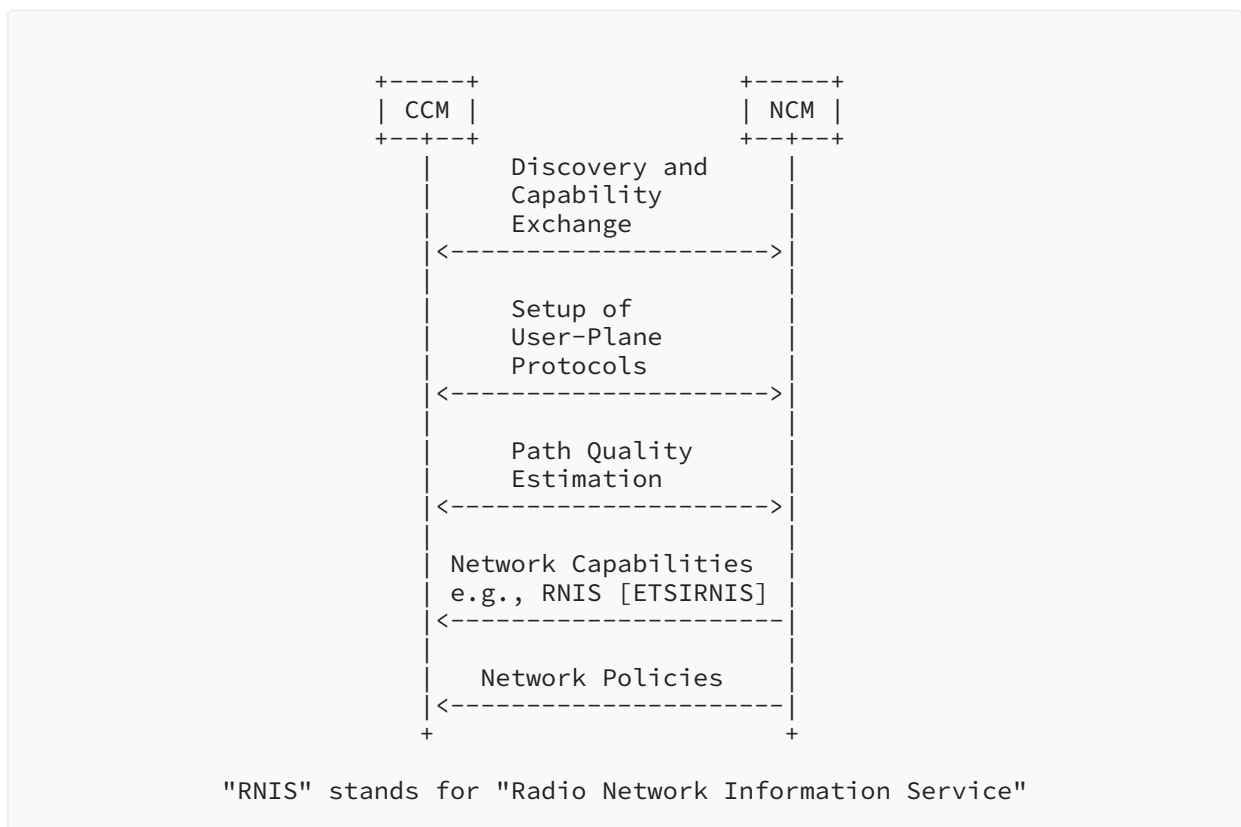 +-----+ +-----+
| CCM | | NCM |
+--+--+ +--+--+
| Discovery and |
| Capability |
| Exchange |
|<--------------------->|
| |
| Setup of |
| User-Plane |
| Protocols |
|<--------------------->|
| |
| Path Quality |
| Estimation |
|<--------------------->|
| |
| Network Capabilities |
| e.g., RNIS [ETSIRNIS] |
|<----------------------|
| |
| Network Policies |
|<----------------------|
+ +
"RNIS" stands for "Radio Network Information Service"